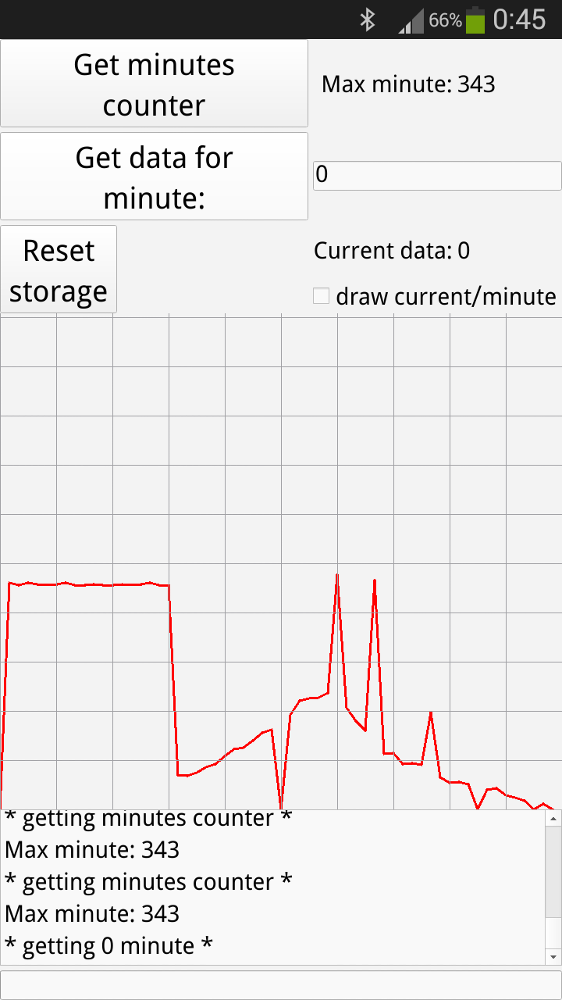 66% 0:45
Get minutes
counter
Max minute: 343
Get data for
minute:
0
Reset
storage
Current data: 0
draw current/minute
* getting minutes counter *
Max minute: 343
* getting minutes counter *
Max minute: 343
* getting 0 minute *